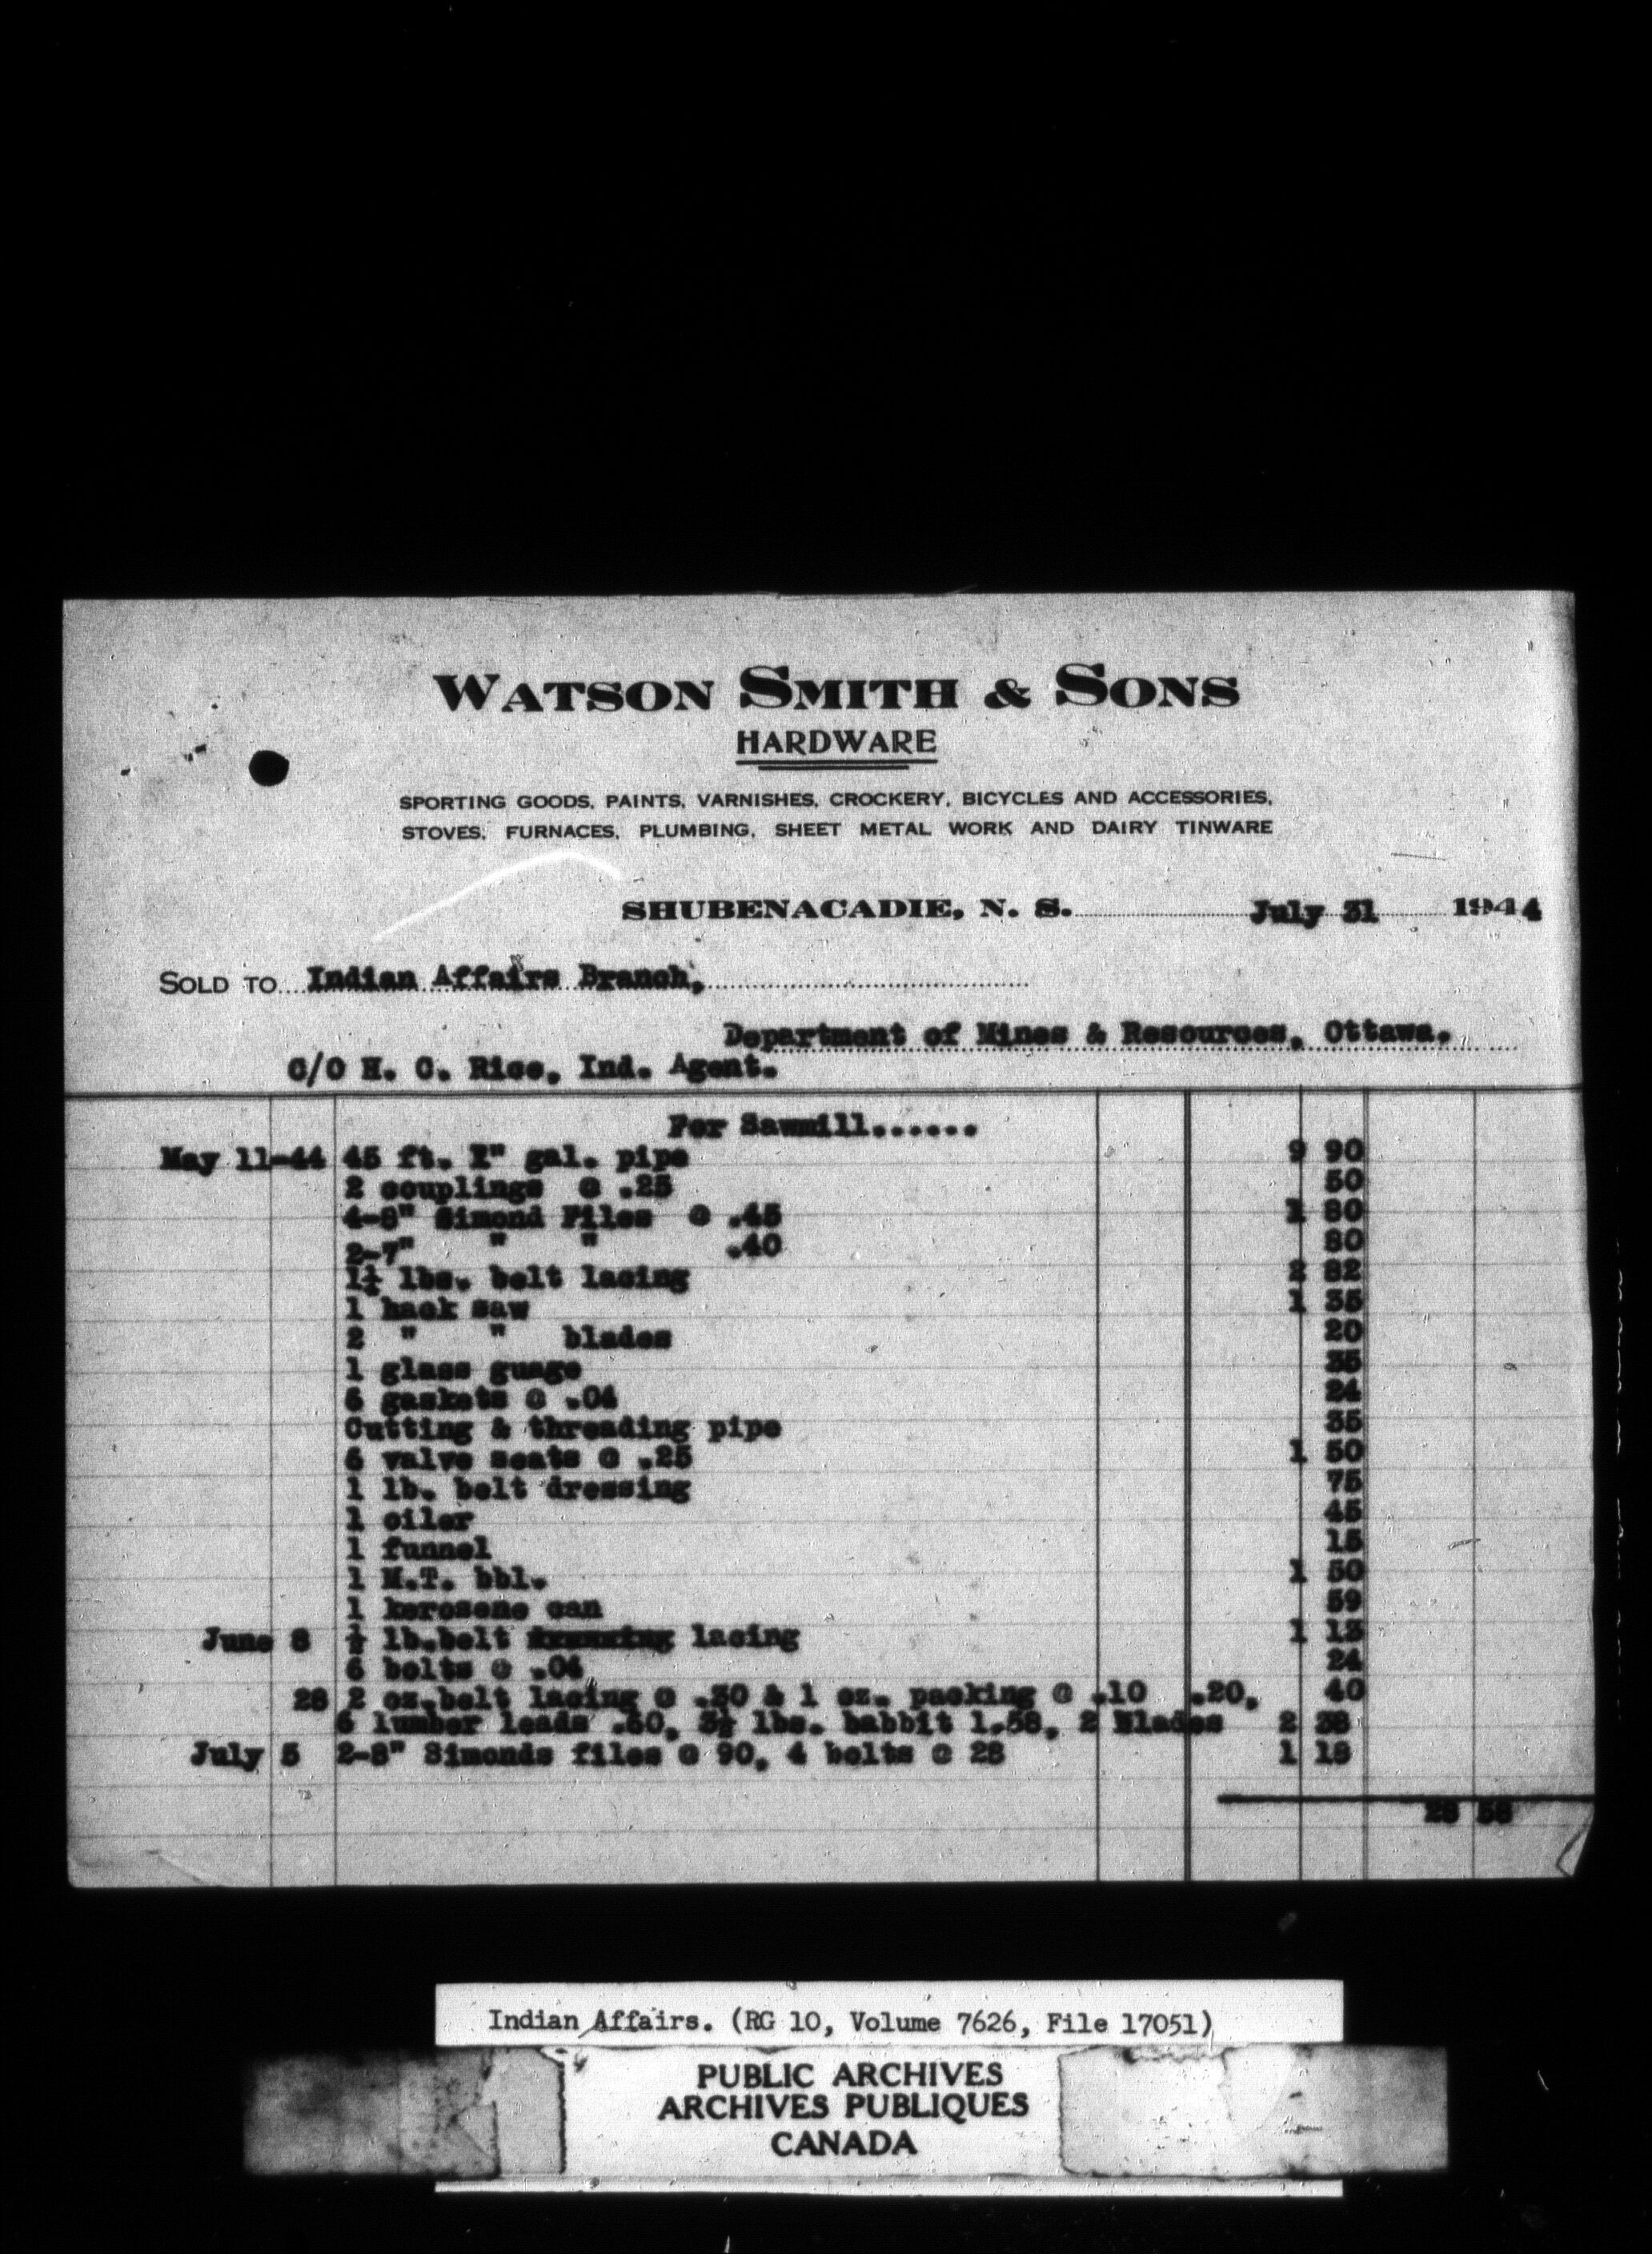 WATSON SMITH & SONS
HARDWARE
SPORTING GOODS, PAINTS, VARNISHES, CROCKERY, BICYCLES AND ACCESSORIES,
STOVES, FURNACES, PLUMBING, SHEET METAL WORK AND DAIRY TINWARE
SHUBENACADIE, N. S. July 31 1944
SOLD TO Indian Affairs Branch,
Department of Mines & Resources, Ottawa.
C/O H. C. Rice, Ind. Agent.
For Sawmill......
May 11-44 45 ft. 1" gal. pipe 9 90
2 couplings @ .25 50
4-8" Simond Files @ .45 1 80
2-7" " " .40 80
1¼ lbs. belt lacing 2 82
1 hack saw 1 35
2 " " blades 20
1 glass guage 35
6 gaskets @ .04 24
Cutting & threading pipe 35
6 valve seats @ .25 1 50
1 lb. belt dressing 75
1 oiler 45
1 funnel 15
1 M.T. bbl. 1 50
1 kerosene can 59
June 8 ½ lb.belt lacing 1 13
6 bolts @ .04 24
28 2 oz.belt lacing @ .30 & 1 oz. packing @ .10 .20, 40
6 lumber leads .60, 3½ lbs. babbit 1.58, 2 Blades 2 38
July 5 2-8" Simonds files @ 90, 4 bolts @ 28 1 18
28 58
Indian Affairs. (RG 10, Volume 7626, File 17051)
PUBLIC ARCHIVES
ARCHIVES PUBLIQUES
CANADA